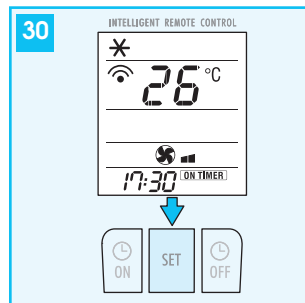 30
INTELLIGENT REMOTE CONTROL
26 °C
17:30 ON TIMER
ON SET OFF